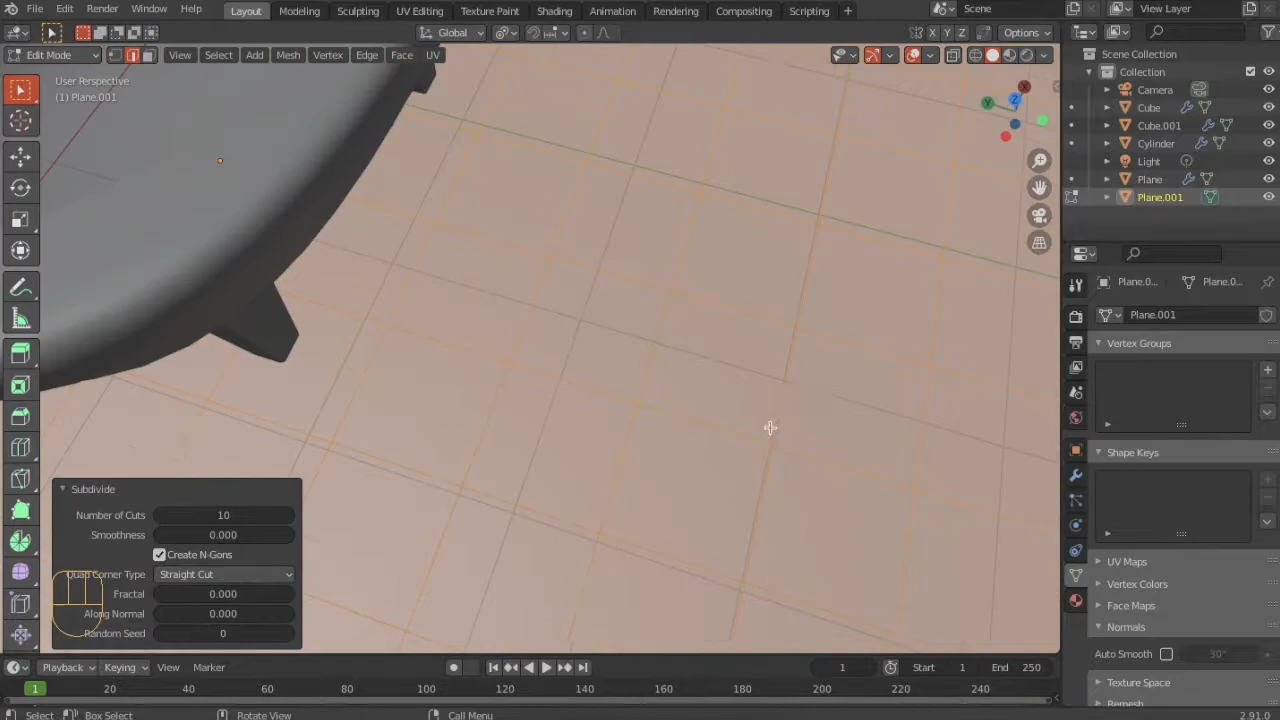 File Edit Render Window Help Layout Modeling Sculpting UV Editing Texture Paint Shading Animation Rendering Compositing Scripting + Scene View Layer
Global X Y Z Options
Edit Mode View Select Add Mesh Vertex Edge Face UV
User Perspective
(1) Plane.001
X
Y
Z
Scene Collection
Collection
Camera
Cube
Cube.001
Cylinder
Light
Plane
Plane.001
Plane.0... Plane.0...
Plane.001
Vertex Groups
Shape Keys
UV Maps
Vertex Colors
Face Maps
Normals
Auto Smooth 30°
Texture Space
Remesh
Subdivide
Number of Cuts 10
Smoothness 0.000
Create N-Gons
Quad Corner Type Straight Cut
Fractal 0.000
Along Normal 0.000
Random Seed 0
Playback Keying View Marker 1 Start 1 End 250
1 20 40 60 80 100 120 140 160 180 200 220 240
Select Box Select Rotate View Call Menu 2.91.0